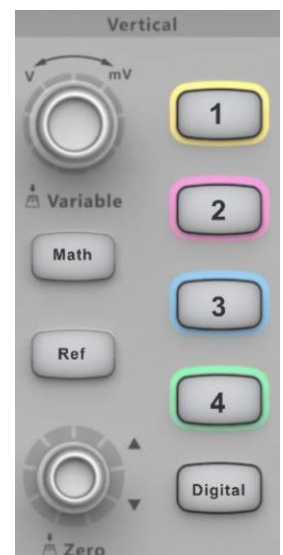 Vertical
V mV
1
Variable
2
Math
3
Ref
4
Digital
Zero